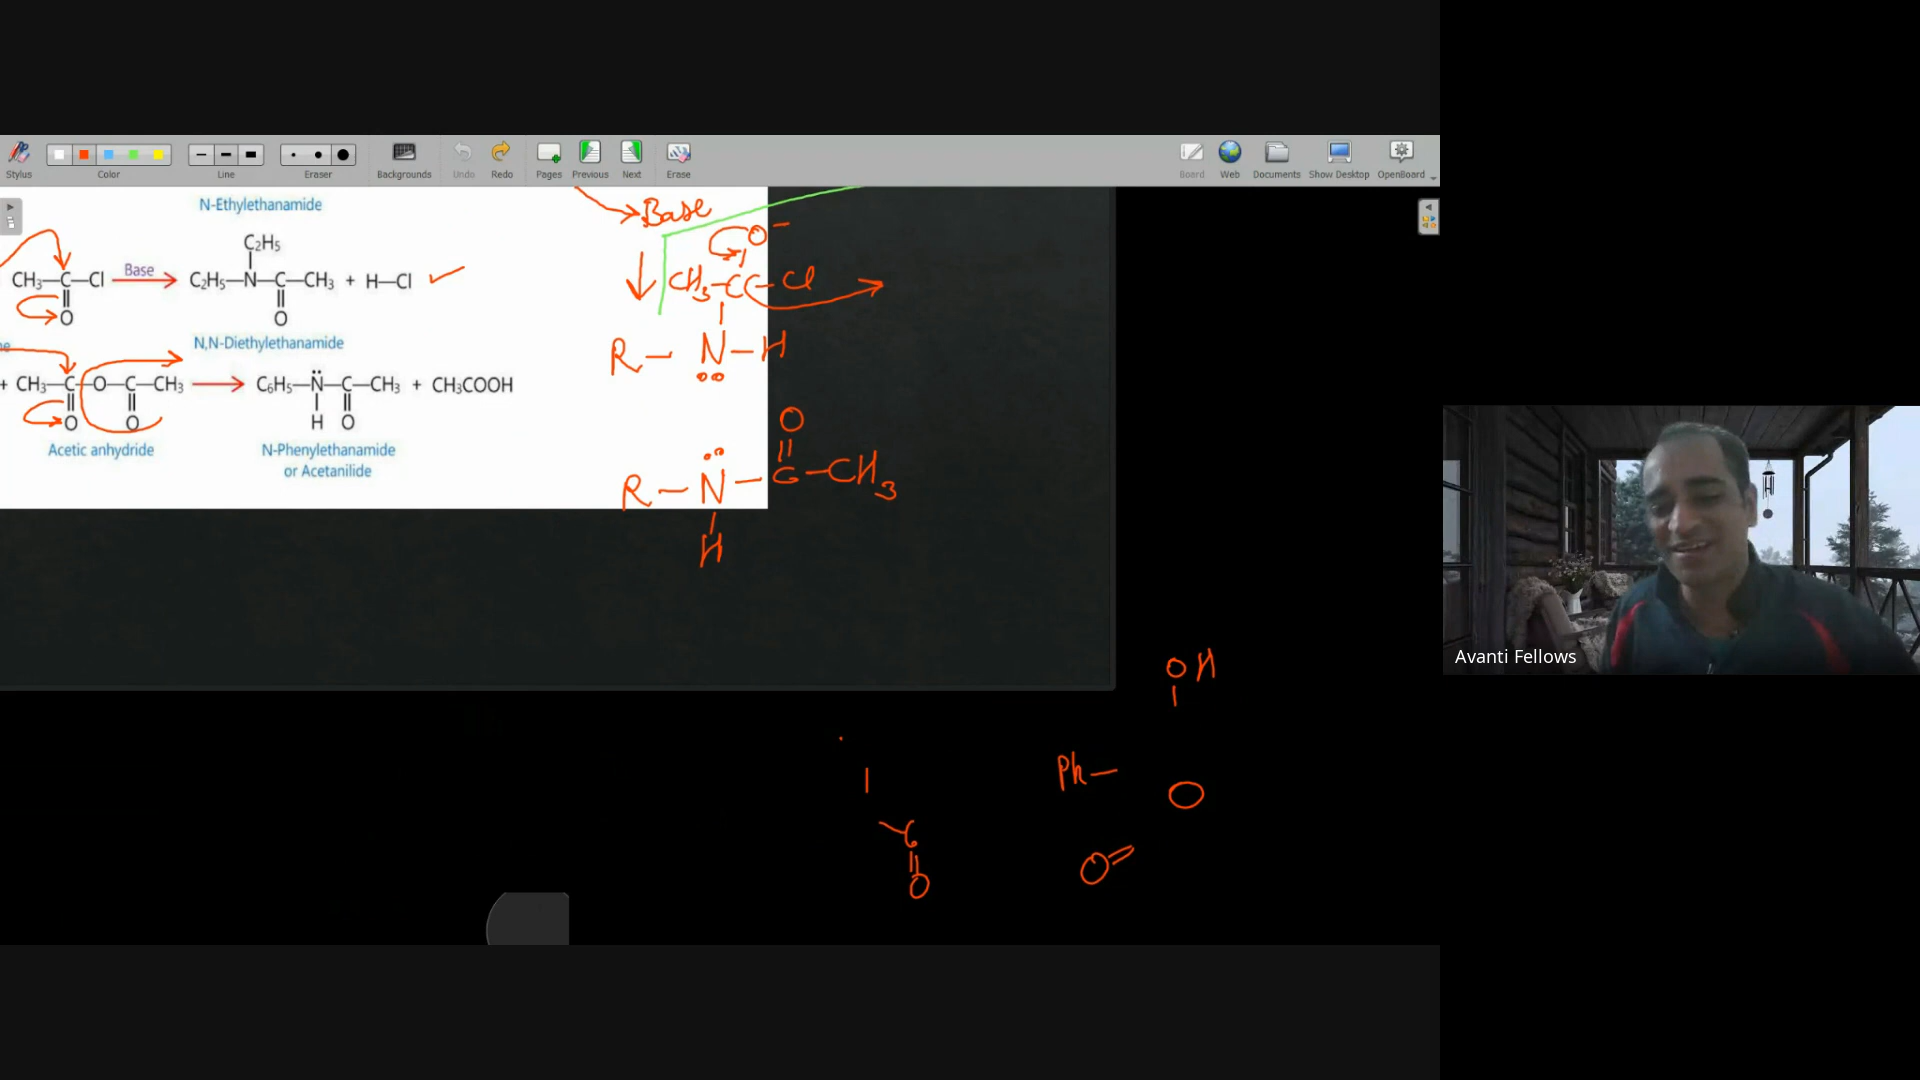 Stylus Color Line Eraser Backgrounds Undo Redo Pages Previous Next Erase Board Web Documents Show Desktop OpenBoard
N-Ethylethanamide
C₂H₅
CH₃—C—Cl Base C₂H₅—N—C—CH₃ + H—Cl
O O
N,N-Diethylethanamide
+ CH₃—C—O—C—CH₃ C₆H₅—N̈—C—CH₃ + CH₃COOH
O O H O
Acetic anhydride N-Phenylethanamide
or Acetanilide
Base
O⁻
CH₃—C—Cl
R— N—H
O
R—N—C—CH₃
H
OH
Ph—
O
C
O
O=
Avanti Fellows